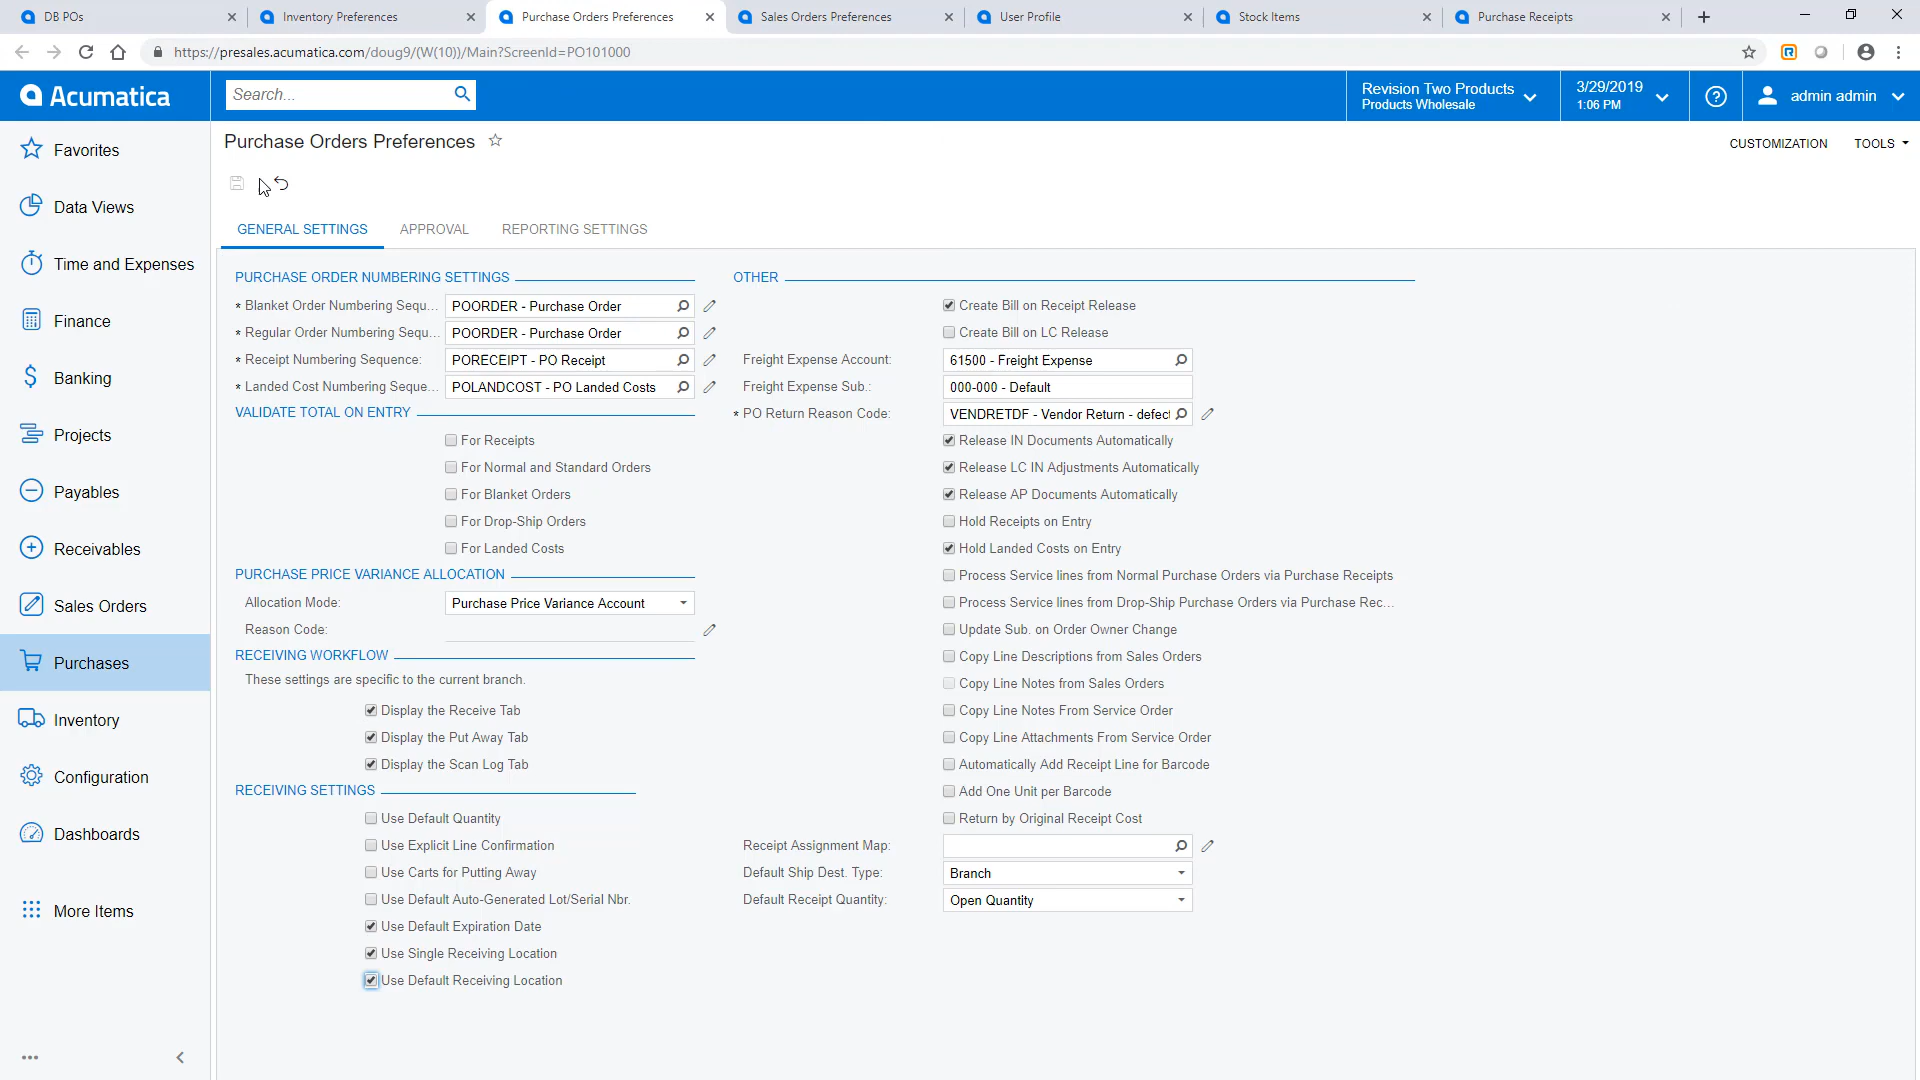 DB POs
Inventory Preferences
Purchase Orders Preferences
Sales Orders Preferences
User Profile
Stock Items
Purchase Receipts
https://presales.acumatica.com/doug9/(W(10))/Main?ScreenId=PO101000
Acumatica
Search...
Revision Two Products
Products Wholesale
3/29/2019
1:06 PM
admin admin
Favorites
Data Views
Time and Expenses
Finance
Banking
Projects
Payables
Receivables
Sales Orders
Purchases
Inventory
Configuration
Dashboards
More Items
Purchase Orders Preferences
CUSTOMIZATION
TOOLS
GENERAL SETTINGS
APPROVAL
REPORTING SETTINGS
PURCHASE ORDER NUMBERING SETTINGS
* Blanket Order Numbering Sequ... POORDER - Purchase Order
* Regular Order Numbering Sequ... POORDER - Purchase Order
* Receipt Numbering Sequence: PORECEIPT - PO Receipt
* Landed Cost Numbering Seque... POLANDCOST - PO Landed Costs
VALIDATE TOTAL ON ENTRY
For Receipts
For Normal and Standard Orders
For Blanket Orders
For Drop-Ship Orders
For Landed Costs
PURCHASE PRICE VARIANCE ALLOCATION
Allocation Mode: Purchase Price Variance Account
Reason Code:
RECEIVING WORKFLOW
These settings are specific to the current branch.
Display the Receive Tab
Display the Put Away Tab
Display the Scan Log Tab
RECEIVING SETTINGS
Use Default Quantity
Use Explicit Line Confirmation
Use Carts for Putting Away
Use Default Auto-Generated Lot/Serial Nbr.
Use Default Expiration Date
Use Single Receiving Location
Use Default Receiving Location
OTHER
Create Bill on Receipt Release
Create Bill on LC Release
Freight Expense Account: 61500 - Freight Expense
Freight Expense Sub.: 000-000 - Default
* PO Return Reason Code: VENDRETDF - Vendor Return - defect
Release IN Documents Automatically
Release LC IN Adjustments Automatically
Release AP Documents Automatically
Hold Receipts on Entry
Hold Landed Costs on Entry
Process Service lines from Normal Purchase Orders via Purchase Receipts
Process Service lines from Drop-Ship Purchase Orders via Purchase Rec...
Update Sub. on Order Owner Change
Copy Line Descriptions from Sales Orders
Copy Line Notes from Sales Orders
Copy Line Notes From Service Order
Copy Line Attachments From Service Order
Automatically Add Receipt Line for Barcode
Add One Unit per Barcode
Return by Original Receipt Cost
Receipt Assignment Map:
Default Ship Dest. Type: Branch
Default Receipt Quantity: Open Quantity